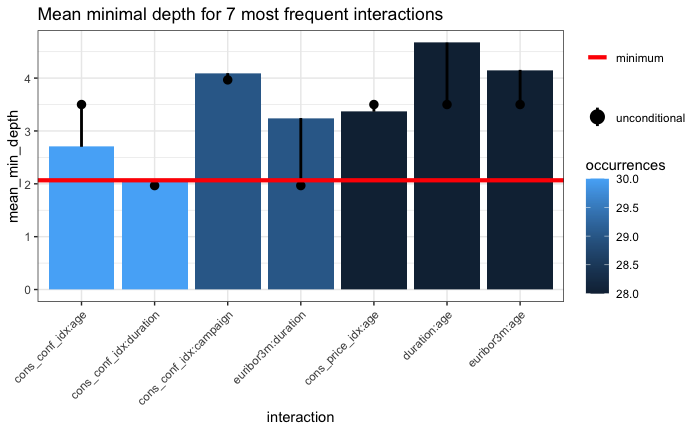 Mean minimal depth for 7 most frequent interactions
mean_min_depth
4
3
2
1
0
cons_conf_idx:age
cons_conf_idx:duration
cons_conf_idx:campaign
euribor3m:duration
cons_price_idx:age
duration:age
euribor3m:age
interaction
minimum
unconditional
occurrences
30.0
29.5
29.0
28.5
28.0